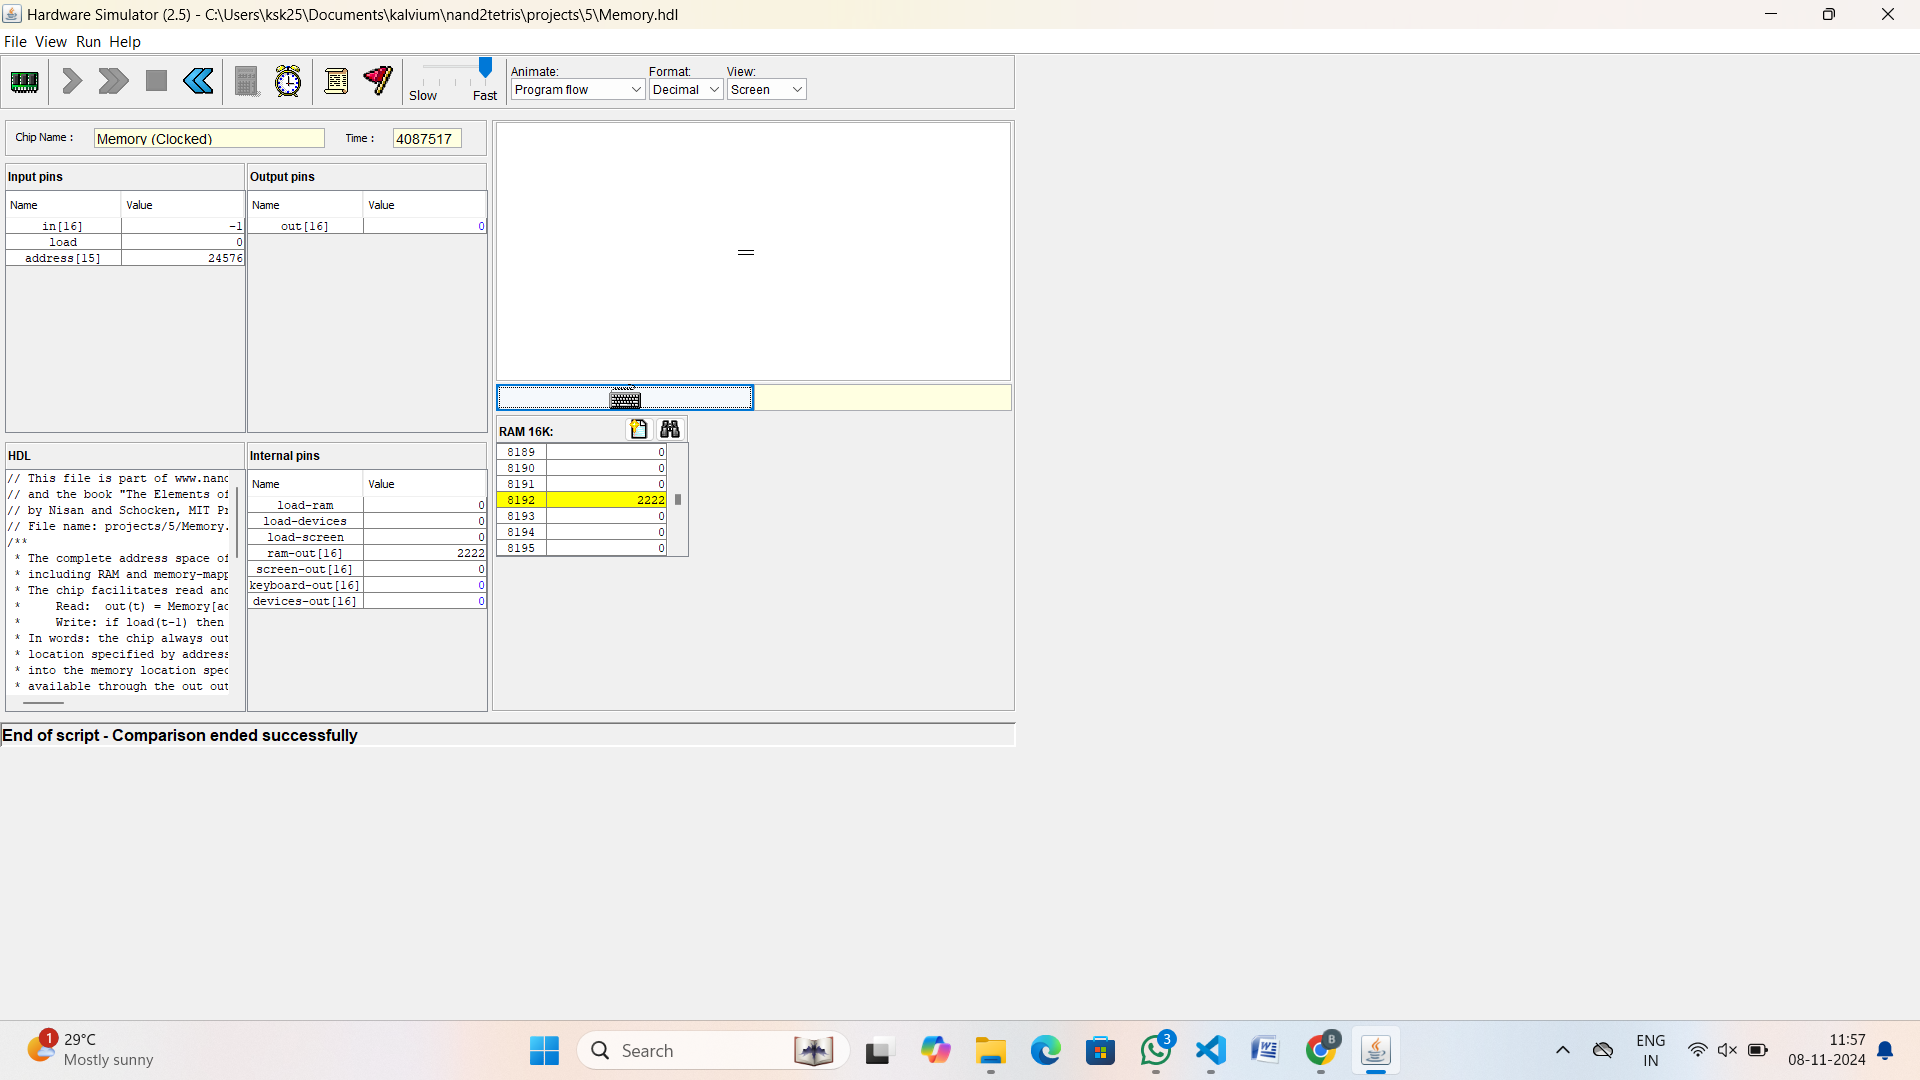 Hardware Simulator (2.5) - C:\Users\ksk25\Documents\kalvium\nand2tetris\projects\5\Memory.hdl
File View Run Help
Animate: Format: View:
Program flow Decimal Screen
Slow Fast
Chip Name : Memory (Clocked) Time : 4087517
Input pins
Name Value
in[16] -1
load 0
address[15] 24576
Output pins
Name Value
out[16] 0
RAM 16K:
8189 0
8190 0
8191 0
8192 2222
8193 0
8194 0
8195 0
HDL
// This file is part of www.nand
// and the book "The Elements of
// by Nisan and Schocken, MIT Pr
// File name: projects/5/Memory.
/**
* The complete address space of
* including RAM and memory-mapp
* The chip facilitates read and
* Read: out(t) = Memory[ad
* Write: if load(t-1) then
* In words: the chip always out
* location specified by address
* into the memory location spec
* available through the out out
Internal pins
Name Value
load-ram 0
load-devices 0
load-screen 0
ram-out[16] 2222
screen-out[16] 0
keyboard-out[16] 0
devices-out[16] 0
End of script - Comparison ended successfully
1
29°C
Mostly sunny
Search
3
B
ENG
IN
11:57
08-11-2024